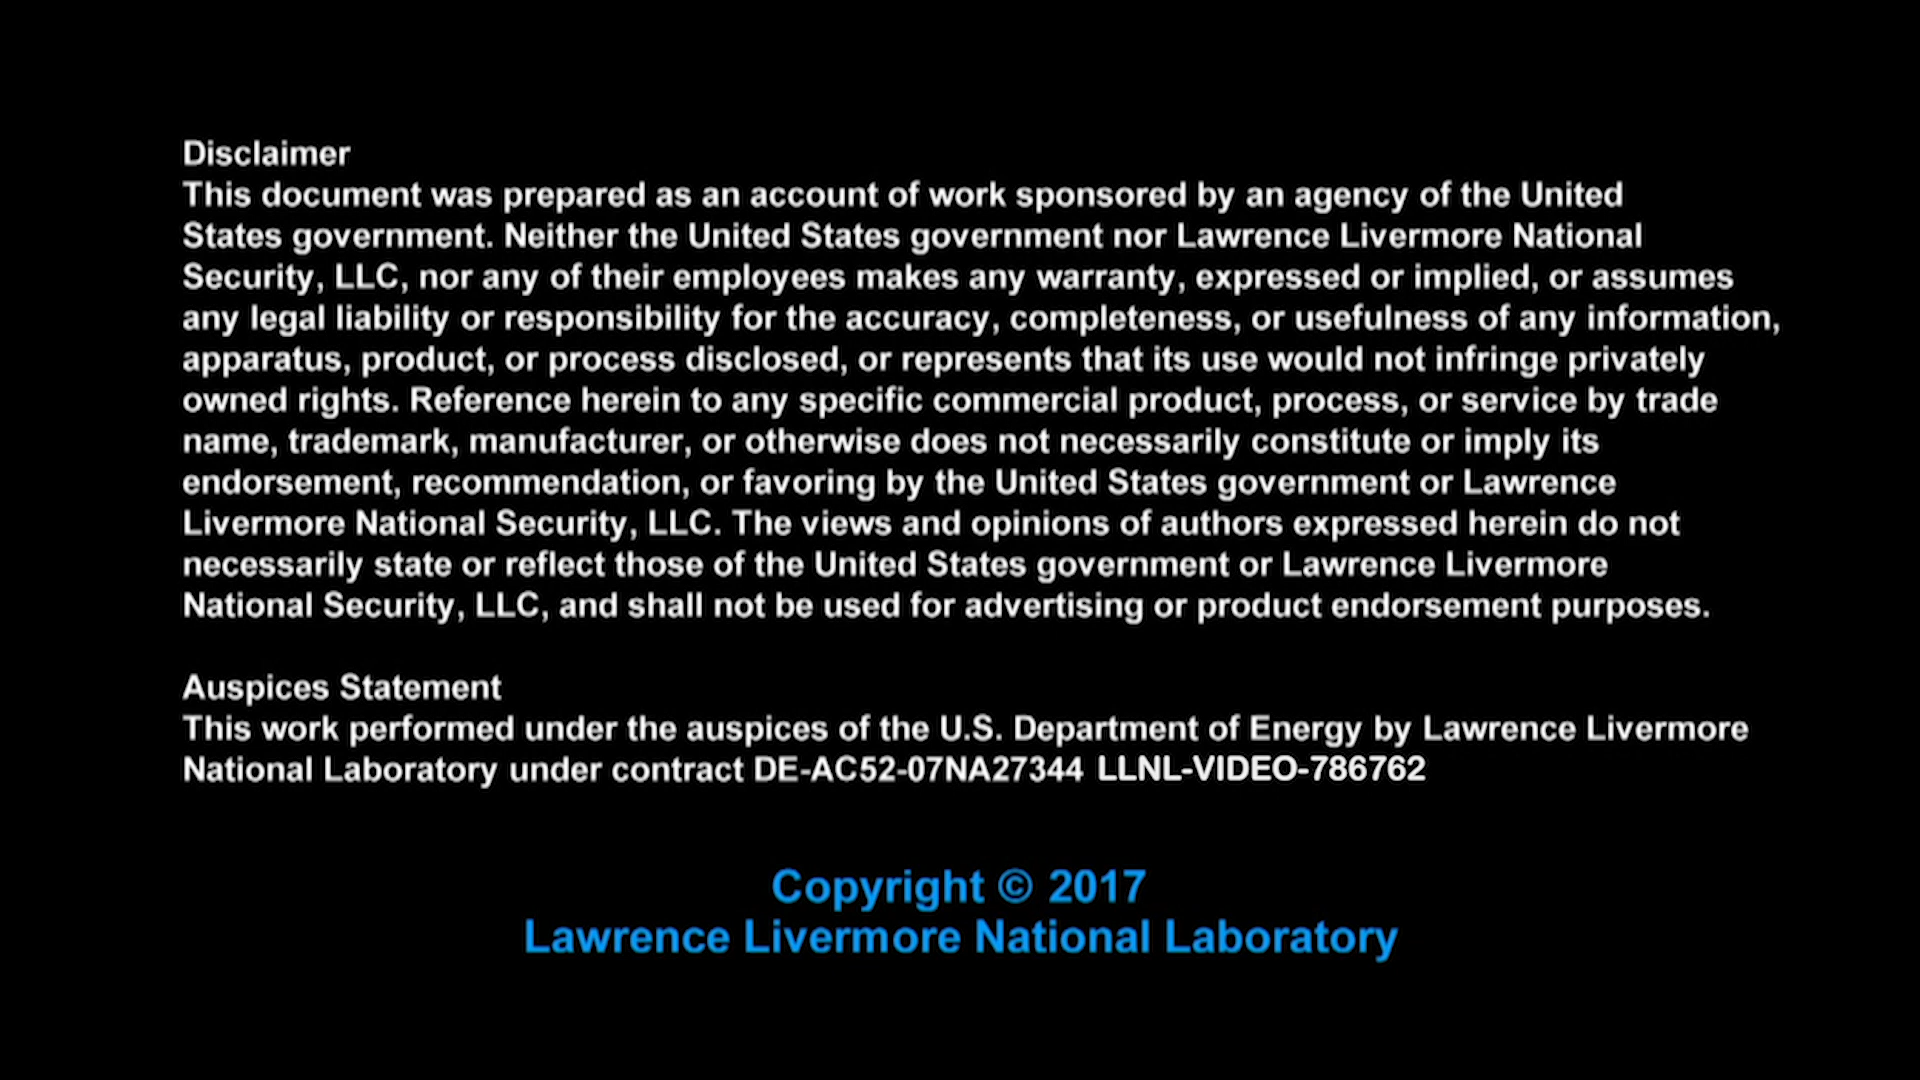 Disclaimer
This document was prepared as an account of work sponsored by an agency of the United
States government. Neither the United States government nor Lawrence Livermore National
Security, LLC, nor any of their employees makes any warranty, expressed or implied, or assumes
any legal liability or responsibility for the accuracy, completeness, or usefulness of any information,
apparatus, product, or process disclosed, or represents that its use would not infringe privately
owned rights. Reference herein to any specific commercial product, process, or service by trade
name, trademark, manufacturer, or otherwise does not necessarily constitute or imply its
endorsement, recommendation, or favoring by the United States government or Lawrence
Livermore National Security, LLC. The views and opinions of authors expressed herein do not
necessarily state or reflect those of the United States government or Lawrence Livermore
National Security, LLC, and shall not be used for advertising or product endorsement purposes.
Auspices Statement
This work performed under the auspices of the U.S. Department of Energy by Lawrence Livermore
National Laboratory under contract DE-AC52-07NA27344 LLNL-VIDEO-786762
Copyright © 2017
Lawrence Livermore National Laboratory